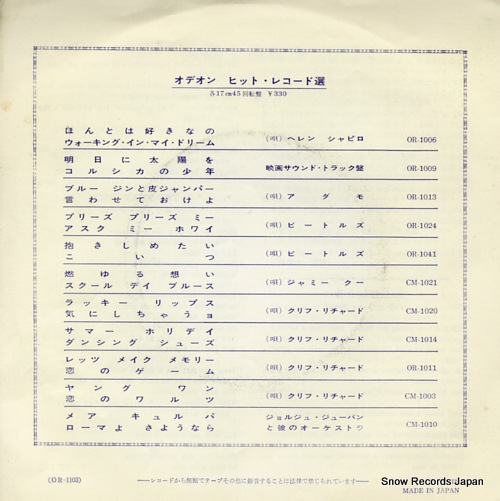 オデオン ヒット・レコード選
各17cm45回転盤 ￥330
ほんとは好きなの
ウォーキング・イン・マイ・ドリーム (唄) ヘレン シャピロ OR-1006
明日に太陽を
コルシカの少年 映画サウンド・トラック盤 OR-1009
ブルー ジンと皮ジャンパー
言わせておけよ (唄) アダモ OR-1013
プリーズ プリーズ ミー
アスク ミー ホワイ (唄) ビートルズ OR-1024
抱きしめたい
こいつ (唄) ビートルズ OR-1041
燃ゆる想い
スクール デイ ブルース (唄) ジャミー クー CM-1021
ラッキー リップス
気にしちゃうョ (唄) クリフ・リチャード CM-1020
サマー ホリデイ
ダンシング シューズ (唄) クリフ・リチャード CM-1014
レッツ メイク メモリー
恋のゲーム (唄) クリフ・リチャード OR-1011
ヤング ワン
恋のワルツ (唄) クリフ・リチャード CM-1003
メア キュルパ ジョルジュ・ジューバン
ローマよ さようなら と彼のオーケストラ CM-1010
(OR-1103)
レコードから無断でテープその他に録音することは法律で禁じられています
Snow Records Japan
MADE IN JAPAN